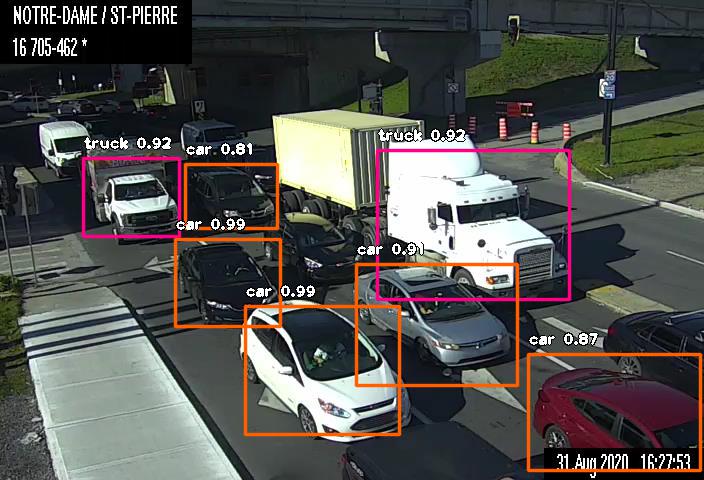 NOTRE-DAME / ST-PIERRE
16 705-462 *
truck 0.92
car 0.81
truck 0.92
car 0.99
car 0.91
car 0.99
car 0.87
31 Aug 2020 16:27:53